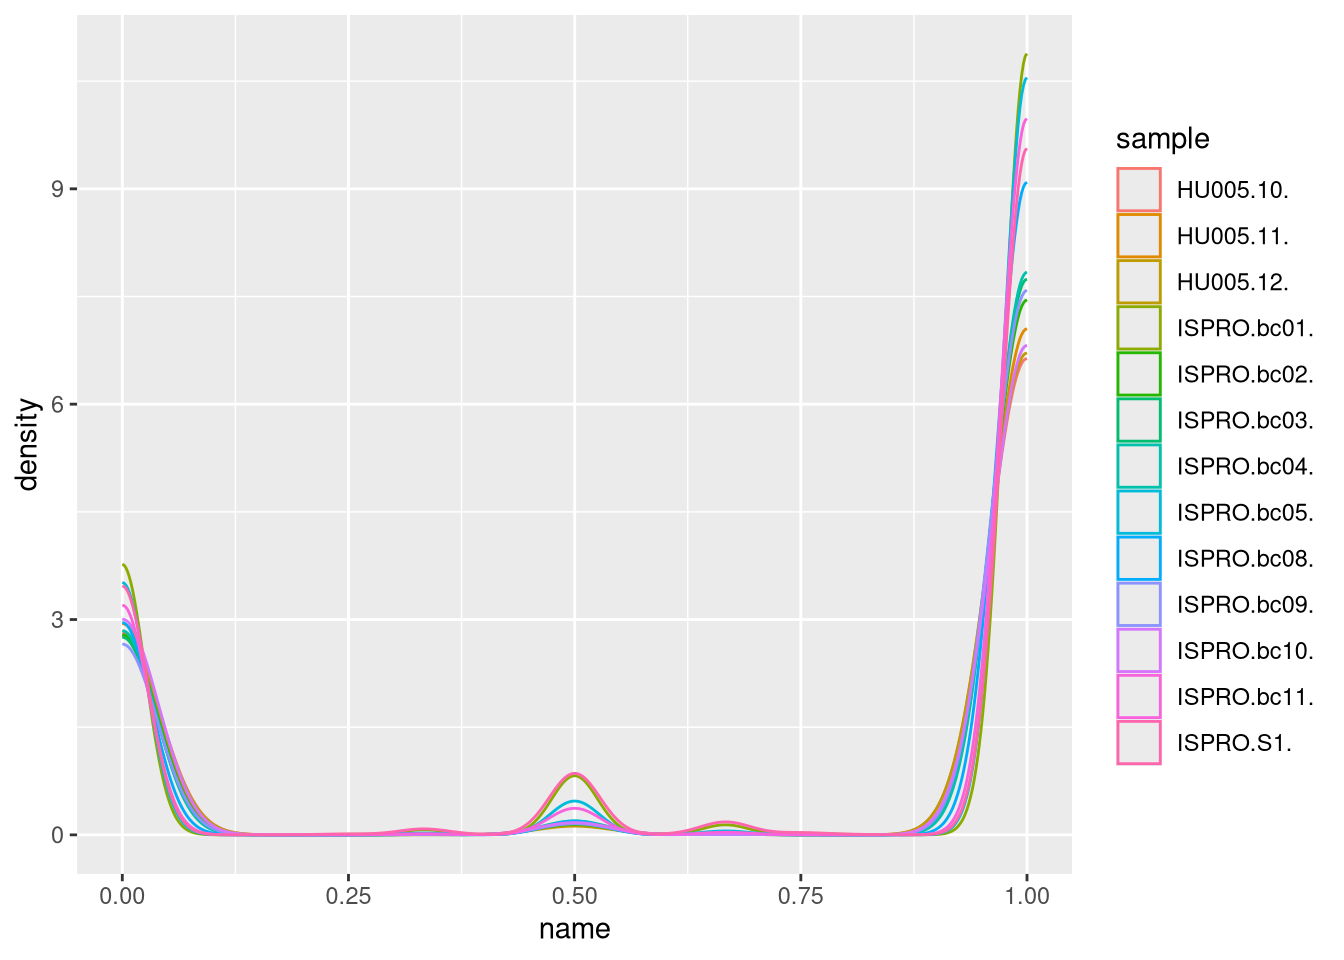 density
9
6
3
0
0.00
0.25
0.50
0.75
1.00
name
sample
HU005.10.
HU005.11.
HU005.12.
ISPRO.bc01.
ISPRO.bc02.
ISPRO.bc03.
ISPRO.bc04.
ISPRO.bc05.
ISPRO.bc08.
ISPRO.bc09.
ISPRO.bc10.
ISPRO.bc11.
ISPRO.S1.